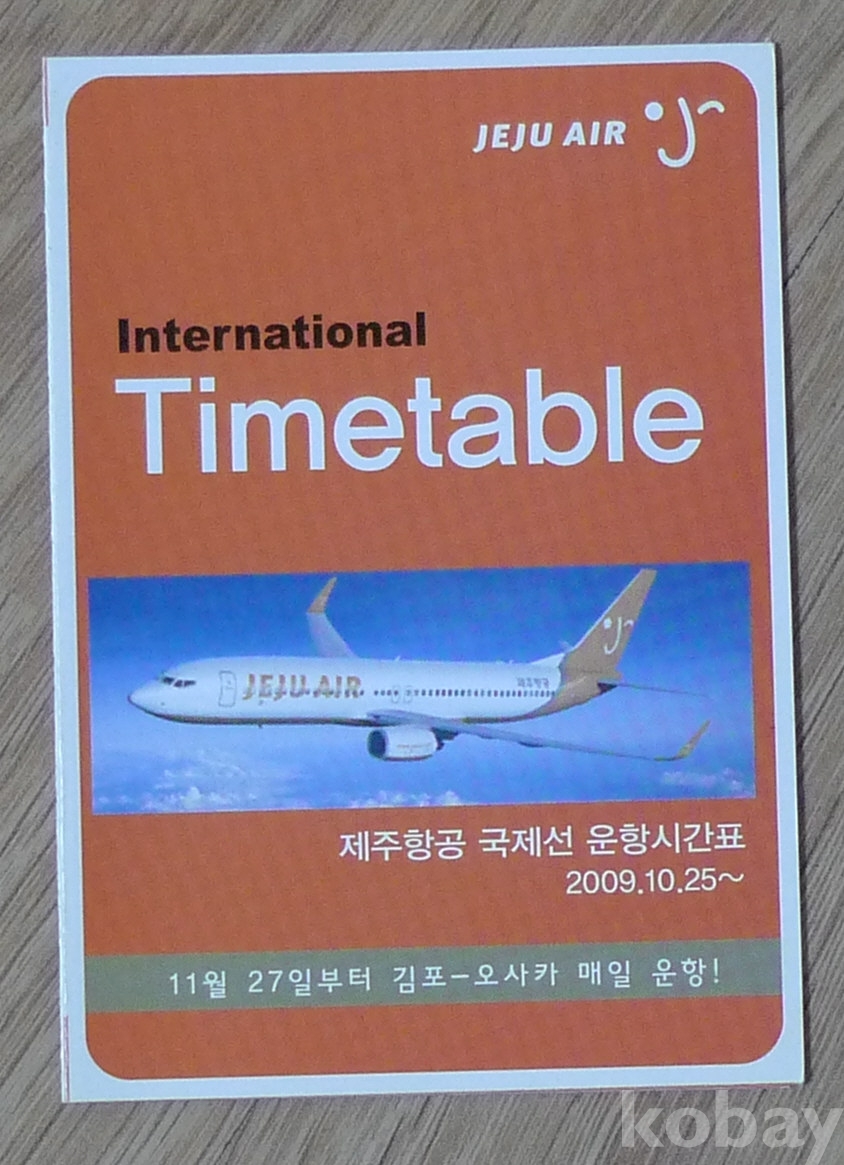 JEJU AIR
International
Timetable
JEJU AIR
제주항공
제주항공 국제선 운항시간표
2009.10.25~
11월 27일부터 김포-오사카 매일 운항!
kobay